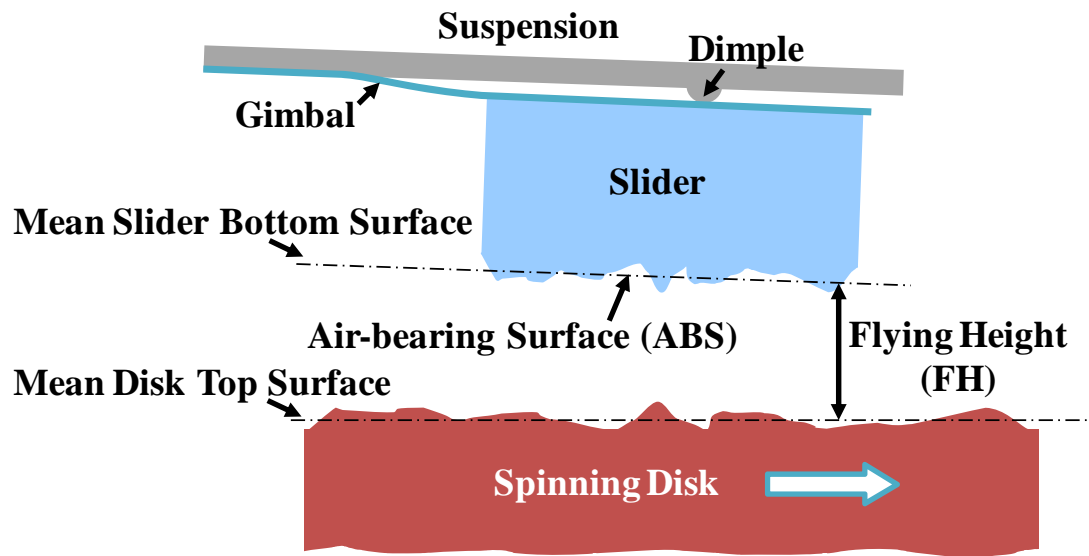 Suspension
Dimple
Gimbal
Slider
Mean Slider Bottom Surface
Air-bearing Surface (ABS)
Flying Height
(FH)
Mean Disk Top Surface
Spinning Disk